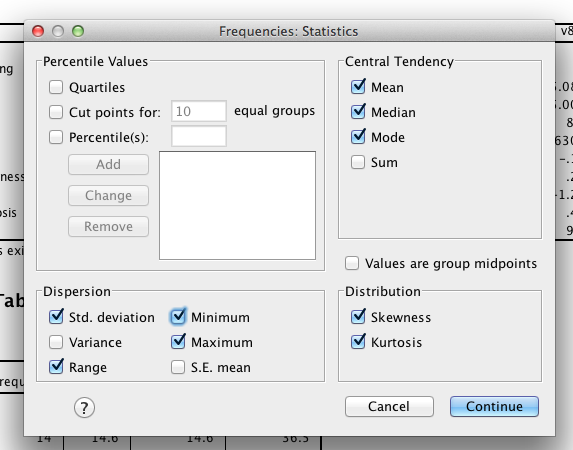 Frequencies: Statistics
v8
ng
Percentile Values
Quartiles
Cut points for: 10 equal groups
Percentile(s):
Add
Change
Remove
Central Tendency
Mean
Median
Mode
Sum
Values are group midpoints
Dispersion
Std. deviation
Minimum
Variance
Maximum
Range
S.E. mean
Distribution
Skewness
Kurtosis
?
Cancel
Continue
ness
osis
s exi
Tab
requ
14 14.6 14.6 36.5